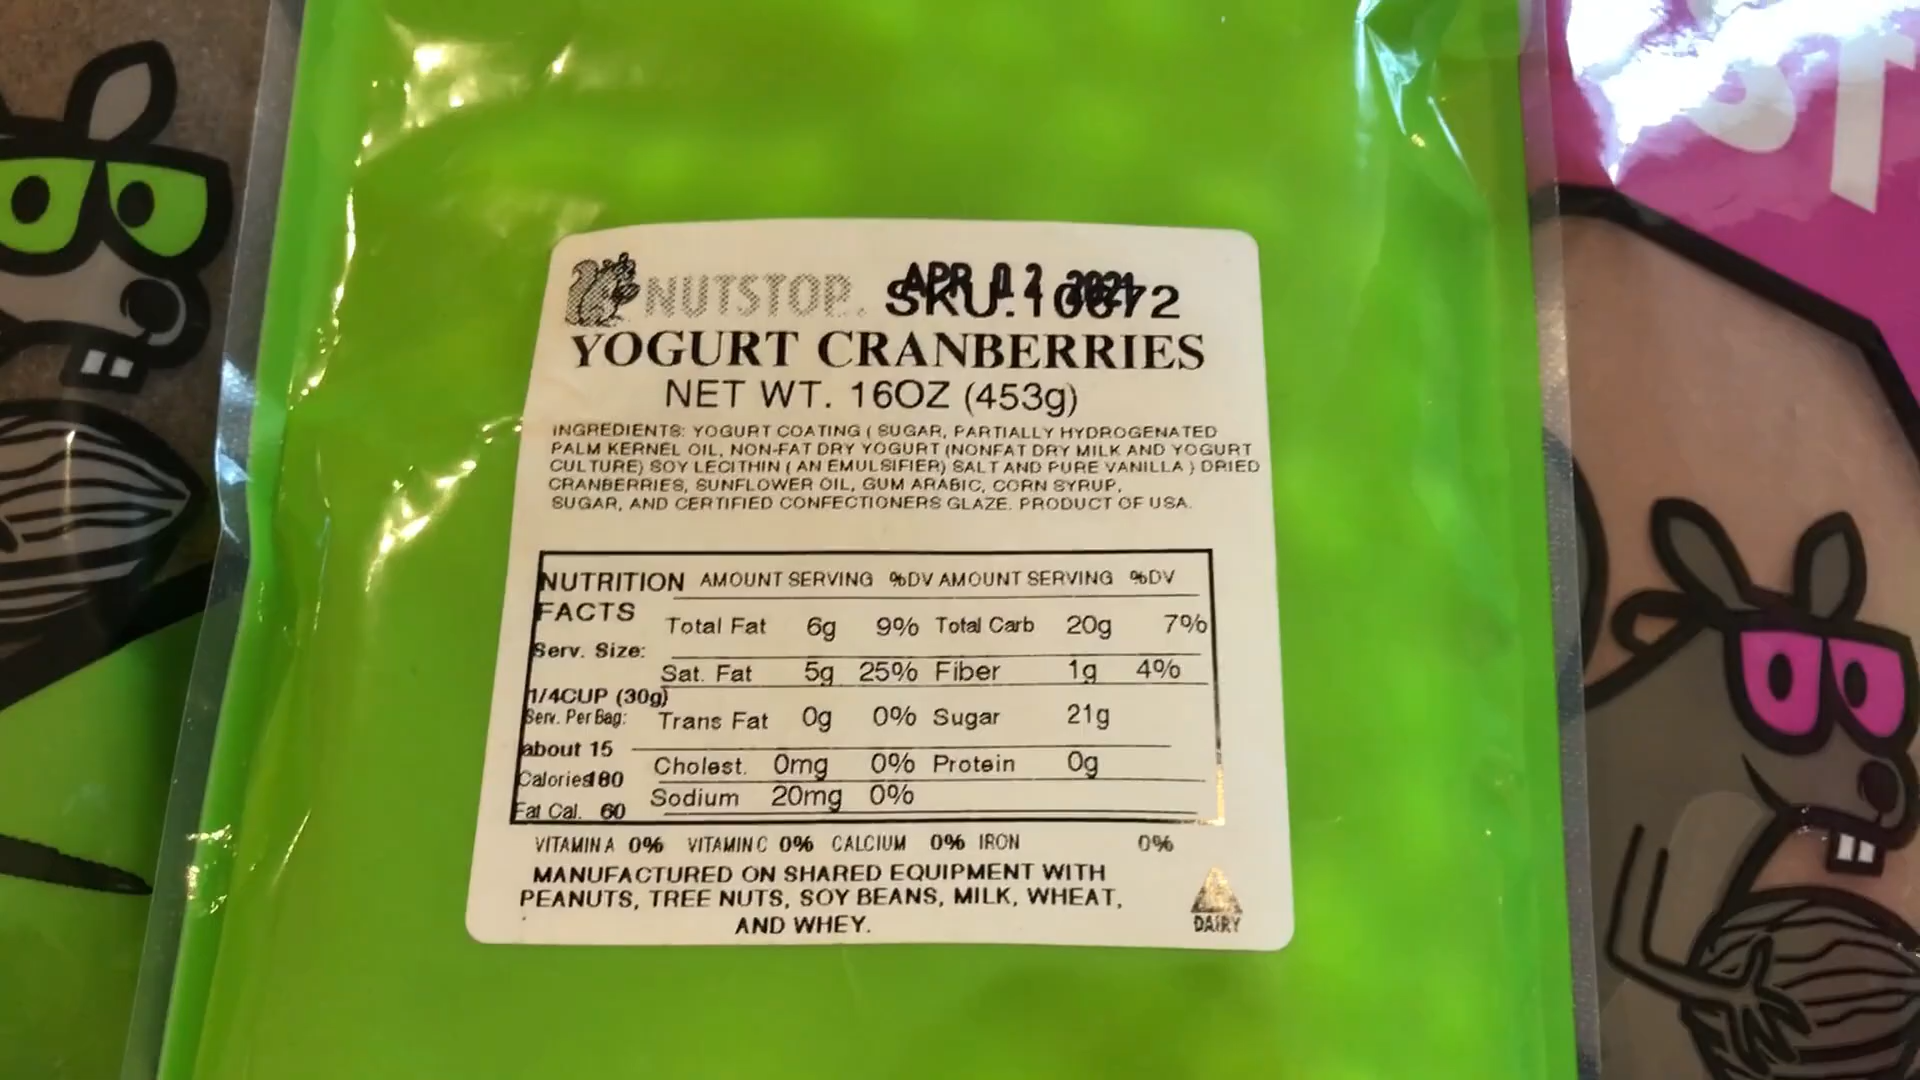 NUTSTOP.
APR 02 2021
SKU:10672
YOGURT CRANBERRIES
NET WT. 16OZ (453g)
INGREDIENTS: YOGURT COATING ( SUGAR, PARTIALLY HYDROGENATED
PALM KERNEL OIL, NON-FAT DRY YOGURT (NONFAT DRY MILK AND YOGURT
CULTURE) SOY LECITHIN ( AN EMULSIFIER) SALT AND PURE VANILLA ) DRIED
CRANBERRIES, SUNFLOWER OIL, GUM ARABIC, CORN SYRUP,
SUGAR, AND CERTIFIED CONFECTIONERS GLAZE. PRODUCT OF USA.
NUTRITION AMOUNT SERVING %DV AMOUNT SERVING %DV
FACTS
Total Fat 6g 9% Total Carb 20g 7%
Serv. Size:
Sat. Fat 5g 25% Fiber 1g 4%
1/4CUP (30g)
Serv. Per Bag: Trans Fat 0g 0% Sugar 21g
about 15
Cholest. 0mg 0% Protein 0g
Calories180
Sodium 20mg 0%
Fat Cal. 60
VITAMIN A 0% VITAMIN C 0% CALCIUM 0% IRON 0%
MANUFACTURED ON SHARED EQUIPMENT WITH
PEANUTS, TREE NUTS, SOY BEANS, MILK, WHEAT,
AND WHEY.
DAIRY